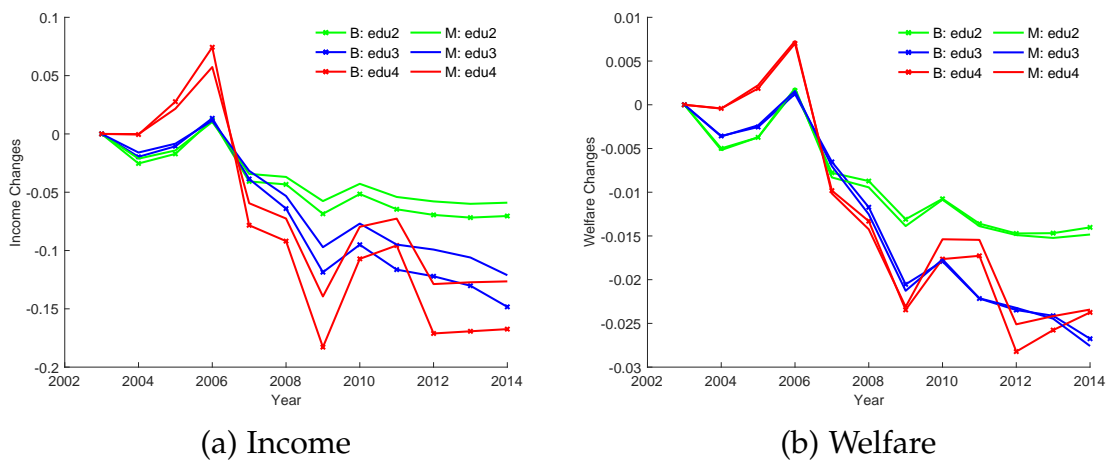 0.1
0.05
0
-0.05
-0.1
-0.15
-0.2
Income Changes
B: edu2 M: edu2
B: edu3 M: edu3
B: edu4 M: edu4
2002 2004 2006 2008 2010 2012 2014
Year
(a) Income
0.01
0.005
0
-0.005
-0.01
-0.015
-0.02
-0.025
-0.03
Welfare Changes
B: edu2 M: edu2
B: edu3 M: edu3
B: edu4 M: edu4
2002 2004 2006 2008 2010 2012 2014
Year
(b) Welfare